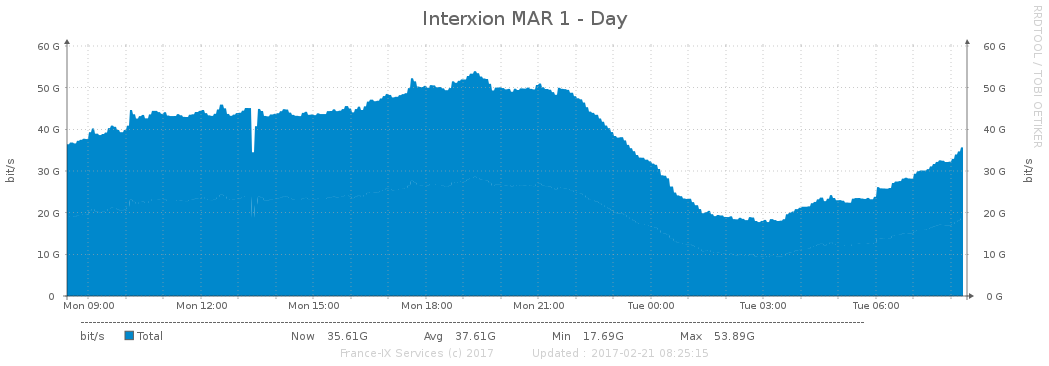 Interxion MAR 1 - Day
RRDTOOL / TOBI OETIKER
60 G 60 G
50 G 50 G
40 G 40 G
30 G 30 G
bit/s bit/s
20 G 20 G
10 G 10 G
0 0 G
Mon 09:00 Mon 12:00 Mon 15:00 Mon 18:00 Mon 21:00 Tue 00:00 Tue 03:00 Tue 06:00
bit/s Total Now 35.61G Avg 37.61G Min 17.69G Max 53.89G
France-IX Services (c) 2017 Updated : 2017-02-21 08:25:15